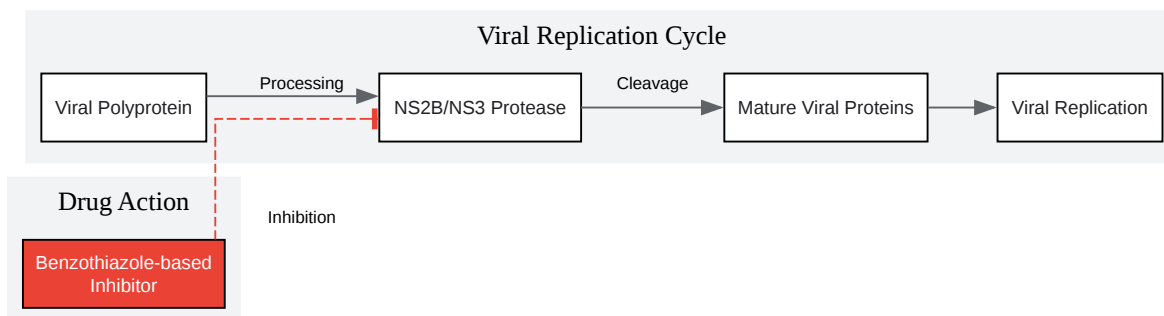 Viral Replication Cycle
Processing
Cleavage
Viral Polyprotein
NS2B/NS3 Protease
Mature Viral Proteins
Viral Replication
Drug Action
Inhibition
Benzothiazole-based
Inhibitor